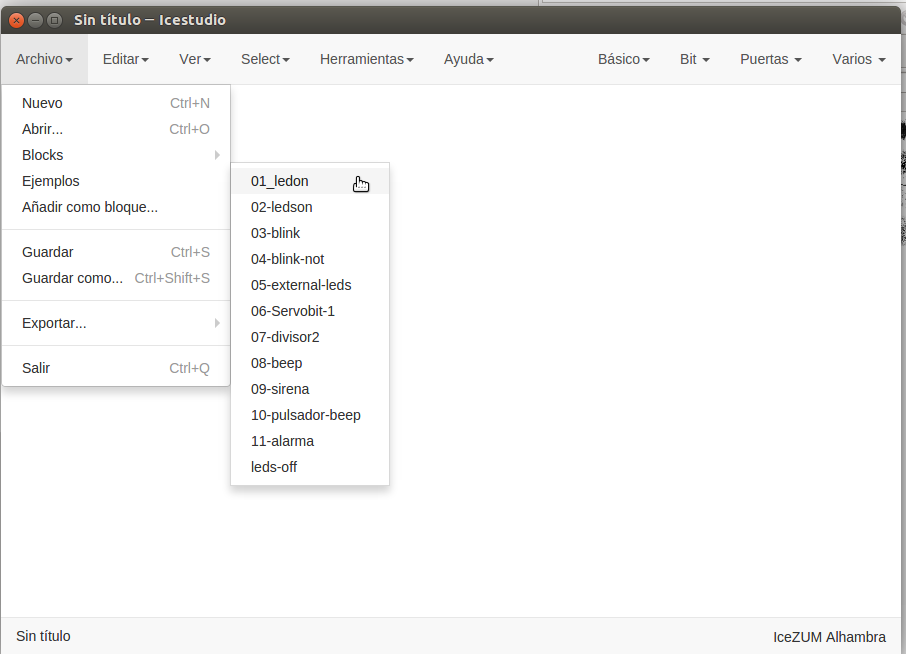 Sin título — Icestudio
Archivo Editar Ver Select Herramientas Ayuda Básico Bit Puertas Varios
Nuevo Ctrl+N
Abrir... Ctrl+O
Blocks
Ejemplos
Añadir como bloque...
Guardar Ctrl+S
Guardar como... Ctrl+Shift+S
Exportar...
Salir Ctrl+Q
01_ledon
02-ledson
03-blink
04-blink-not
05-external-leds
06-Servobit-1
07-divisor2
08-beep
09-sirena
10-pulsador-beep
11-alarma
leds-off
Sin título IceZUM Alhambra